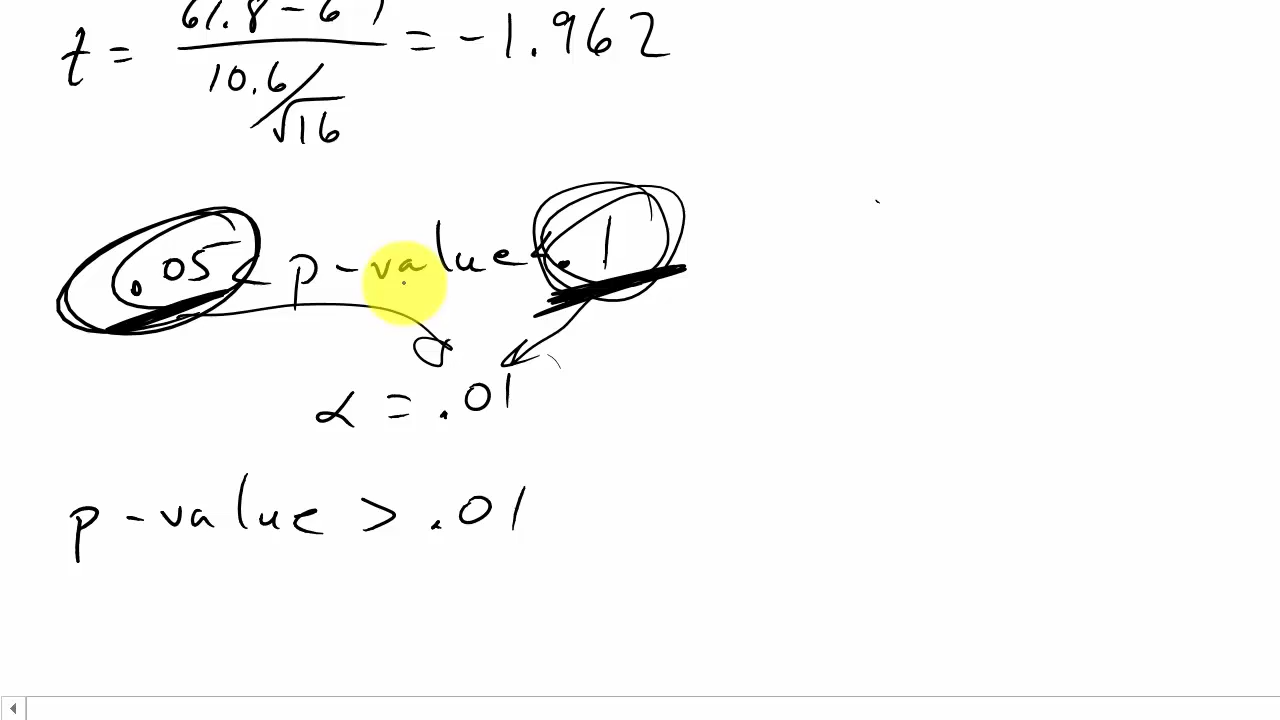 t = 61.8 - 67 / 10.6/√16 = -1.962
.05 < p-value < .1
α = .01
p-value > .01